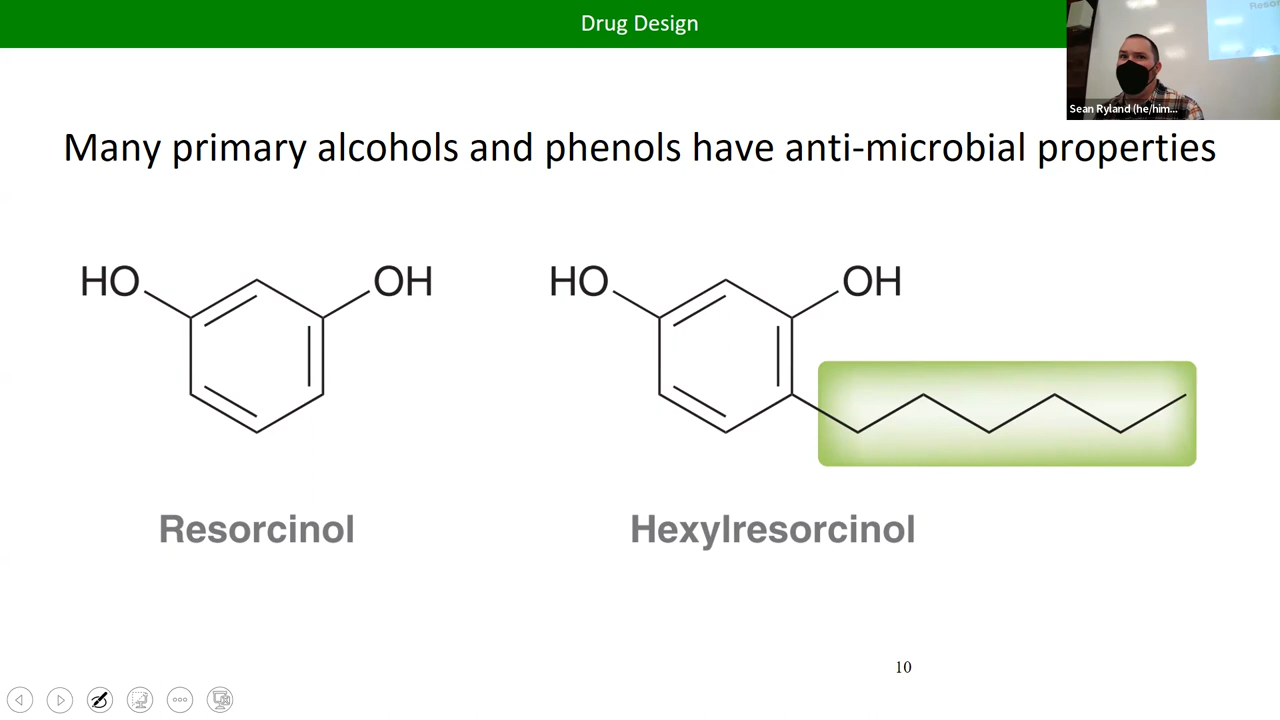 Drug Design
Sean Ryland (he/him...
Many primary alcohols and phenols have anti-microbial properties
HO
OH
HO
OH
Resorcinol
Hexylresorcinol
10